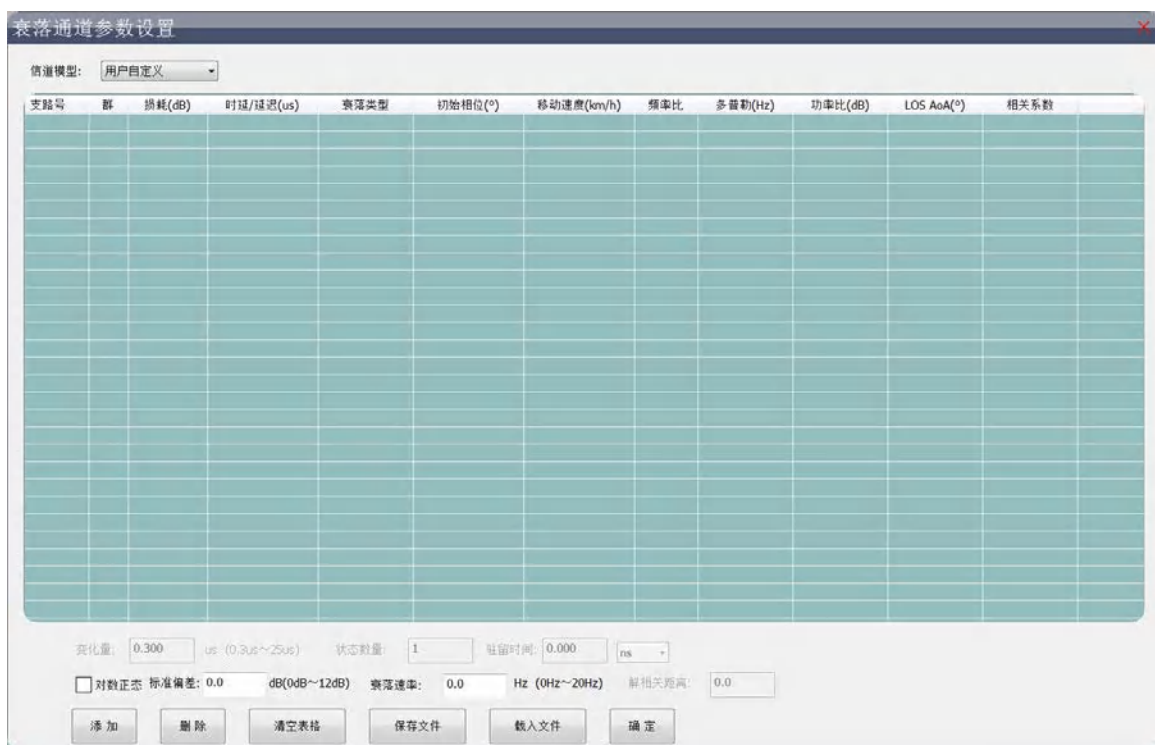 衰落通道参数设置
信道模型: 用户自定义
支路号 群 损耗(dB) 时延/延迟(us) 衰落类型 初始相位(°) 移动速度(km/h) 频率比 多普勒(Hz) 功率比(dB) LOS AoA(°) 相关系数
变化量: 0.300 us (0.3us~25us) 状态数量: 1 驻留时间: 0.000 ns
对数正态 标准偏差: 0.0 dB(0dB~12dB) 衰落速率: 0.0 Hz (0Hz~20Hz) 解相关距离: 0.0
添加 删除 清空表格 保存文件 载入文件 确定